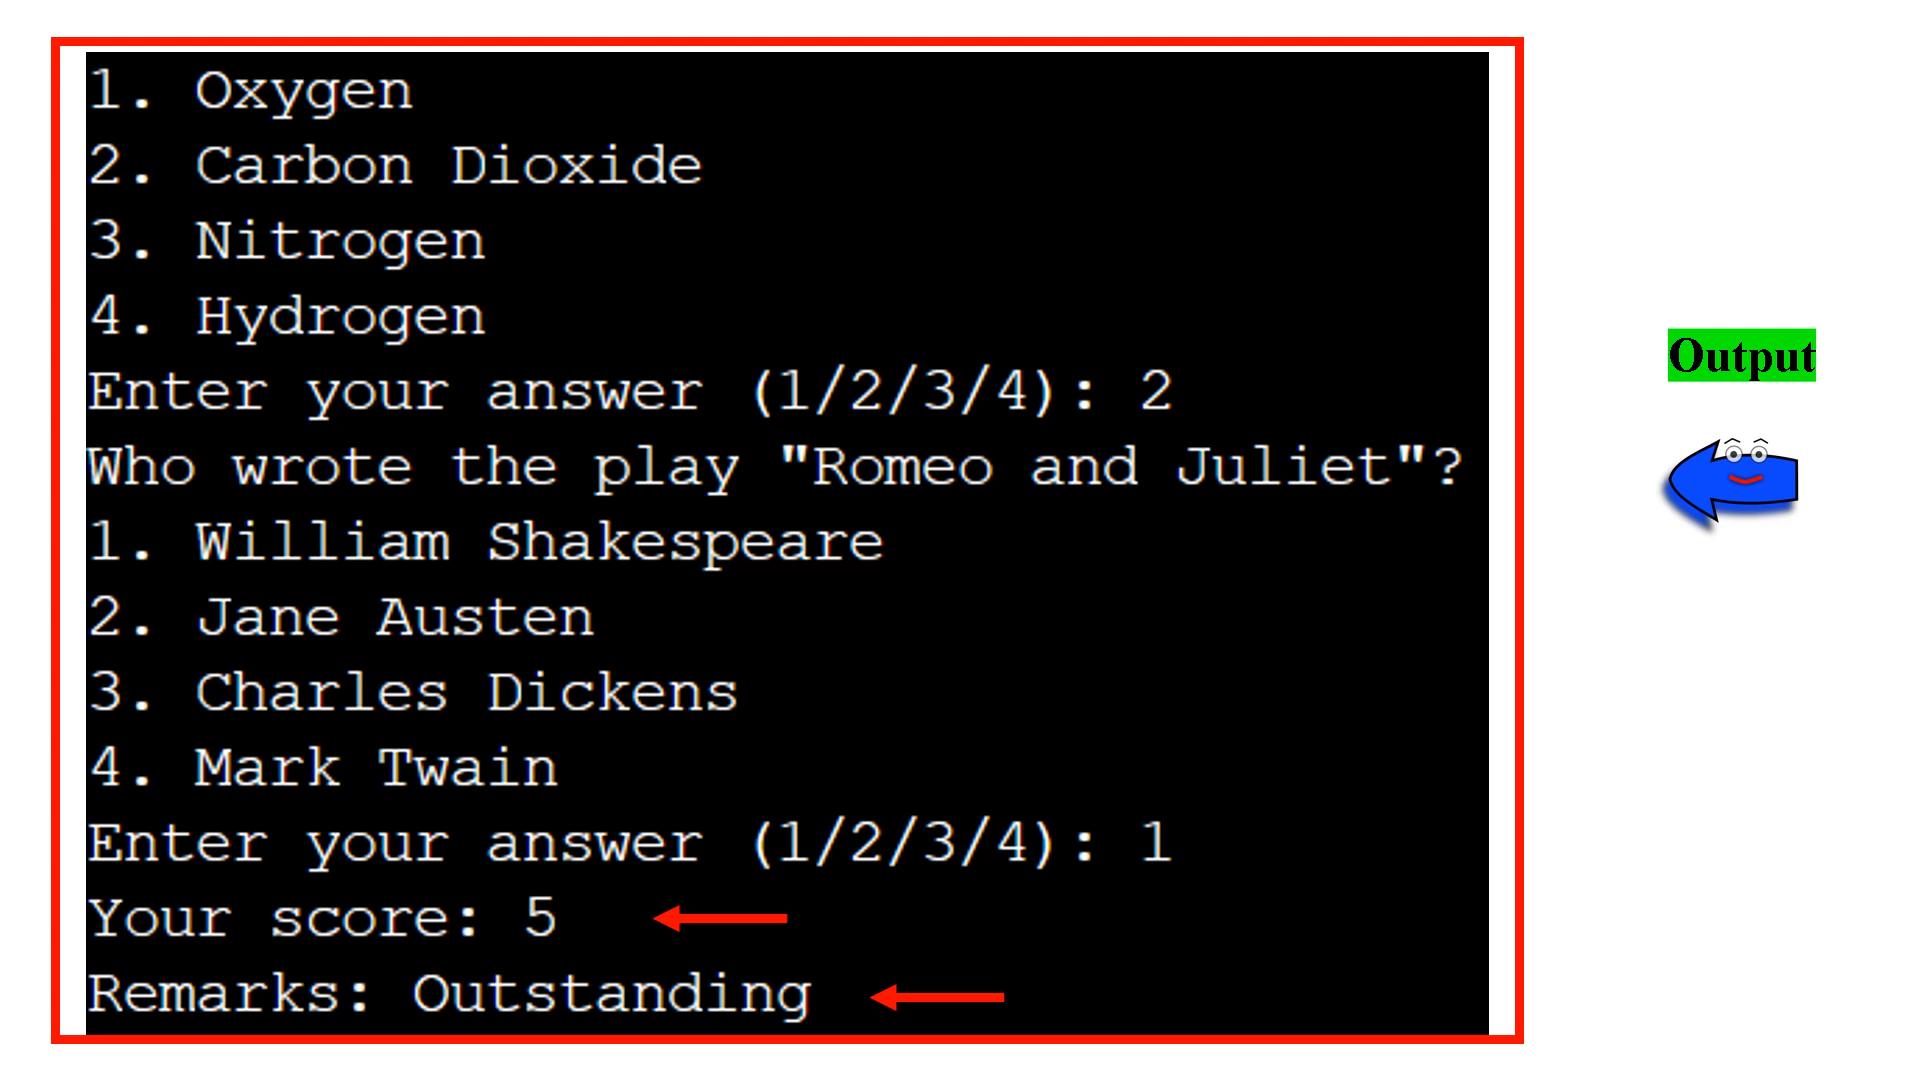 1. Oxygen
2. Carbon Dioxide
3. Nitrogen
4. Hydrogen
Enter your answer (1/2/3/4): 2
Who wrote the play "Romeo and Juliet"?
1. William Shakespeare
2. Jane Austen
3. Charles Dickens
4. Mark Twain
Enter your answer (1/2/3/4): 1
Your score: 5
Remarks: Outstanding
Output